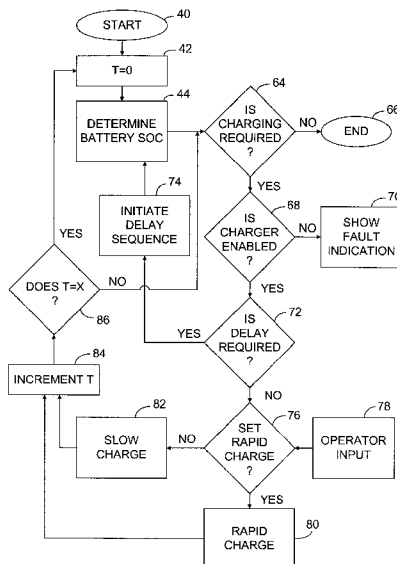 START
40
T=0
42
DETERMINE
BATTERY SOC
44
IS
CHARGING
REQUIRED
?
64
NO
END
66
YES
INITIATE
DELAY
SEQUENCE
74
IS
CHARGER
ENABLED
?
68
NO
SHOW
FAULT
INDICATION
70
YES
YES
DOES T=X
?
86
NO
IS
DELAY
REQUIRED
?
72
YES
NO
INCREMENT T
84
SLOW
CHARGE
82
NO
SET
RAPID
CHARGE
?
76
OPERATOR
INPUT
78
YES
RAPID
CHARGE
80